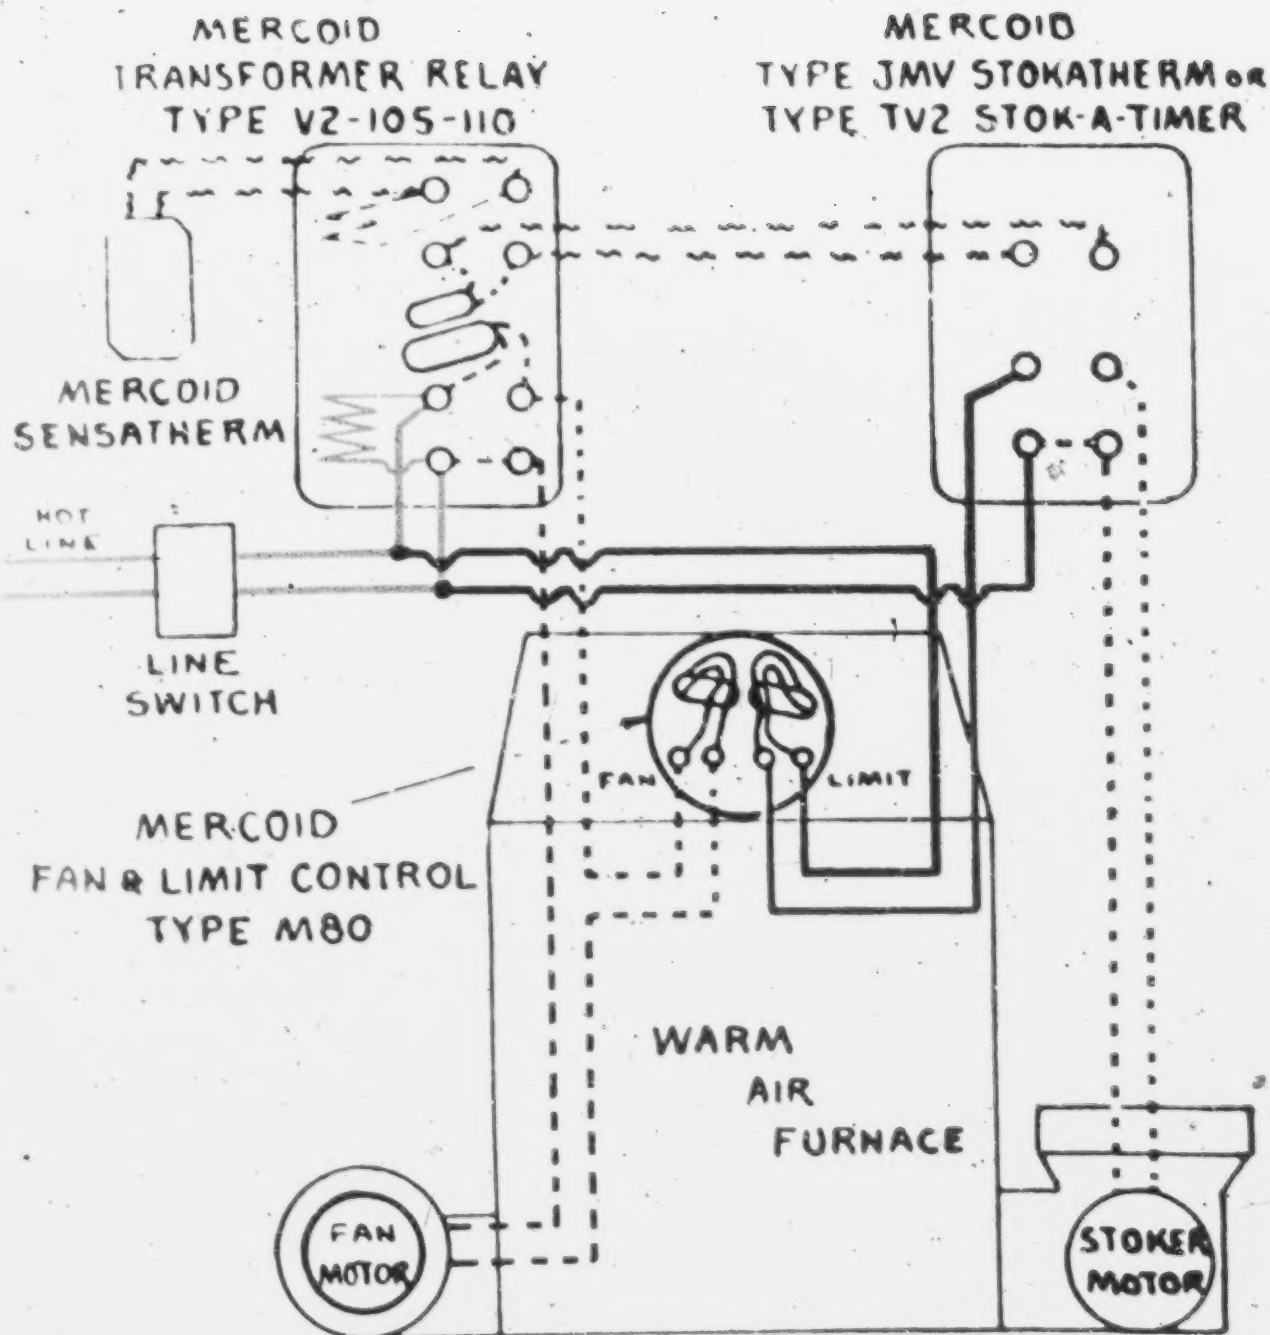 MERCOID
TRANSFORMER RELAY
TYPE V2-105-110
MERCOID
TYPE JMV STOKATHERM OR
TYPE TV2 STOK-A-TIMER
MERCOID
SENSATHERM
HOT
LINE
LINE
SWITCH
FAN
LIMIT
MERCOID
FAN & LIMIT CONTROL
TYPE M80
WARM
AIR
FURNACE
FAN
MOTOR
STOKER
MOTOR